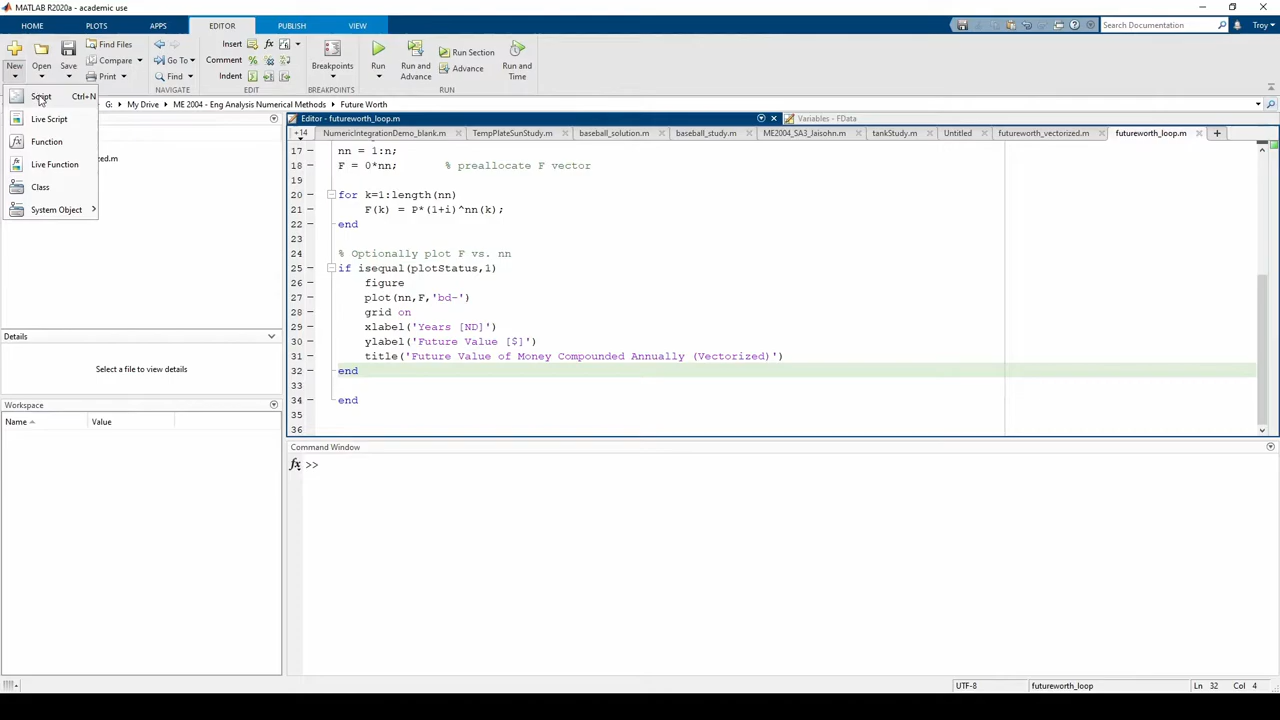 MATLAB R2020a - academic use
HOME PLOTS APPS EDITOR PUBLISH VIEW
Search Documentation
Troy
New Open Save
Find Files
Compare
Print
Go To
Find
Insert
Comment
Indent
Breakpoints
Run
Run and Advance
Run Section
Advance
Run and Time
NAVIGATE EDIT BREAKPOINTS RUN
Script Ctrl+N
Live Script
Function
Live Function
Class
System Object
G: My Drive ME 2004 - Eng Analysis Numerical Methods Future Worth
zed.m
Details
Select a file to view details
Workspace
Name Value
Editor - futureworth_loop.m
Variables - FData
+14 NumericIntegrationDemo_blank.m TempPlateSunStudy.m baseball_solution.m baseball_study.m ME2004_SA3_Jaisohn.m tankStudy.m Untitled futureworth_vectorized.m futureworth_loop.m
17 nn = 1:n;
18 F = 0*nn; % preallocate F vector
19
20 for k=1:length(nn)
21 F(k) = P*(1+i)^nn(k);
22 end
23
24 % Optionally plot F vs. nn
25 if isequal(plotStatus,1)
26 figure
27 plot(nn,F,'bd-')
28 grid on
29 xlabel('Years [ND]')
30 ylabel('Future Value [$]')
31 title('Future Value of Money Compounded Annually (Vectorized)')
32 end
33
34 end
35
36
Command Window
fx >>
UTF-8 futureworth_loop Ln 32 Col 4